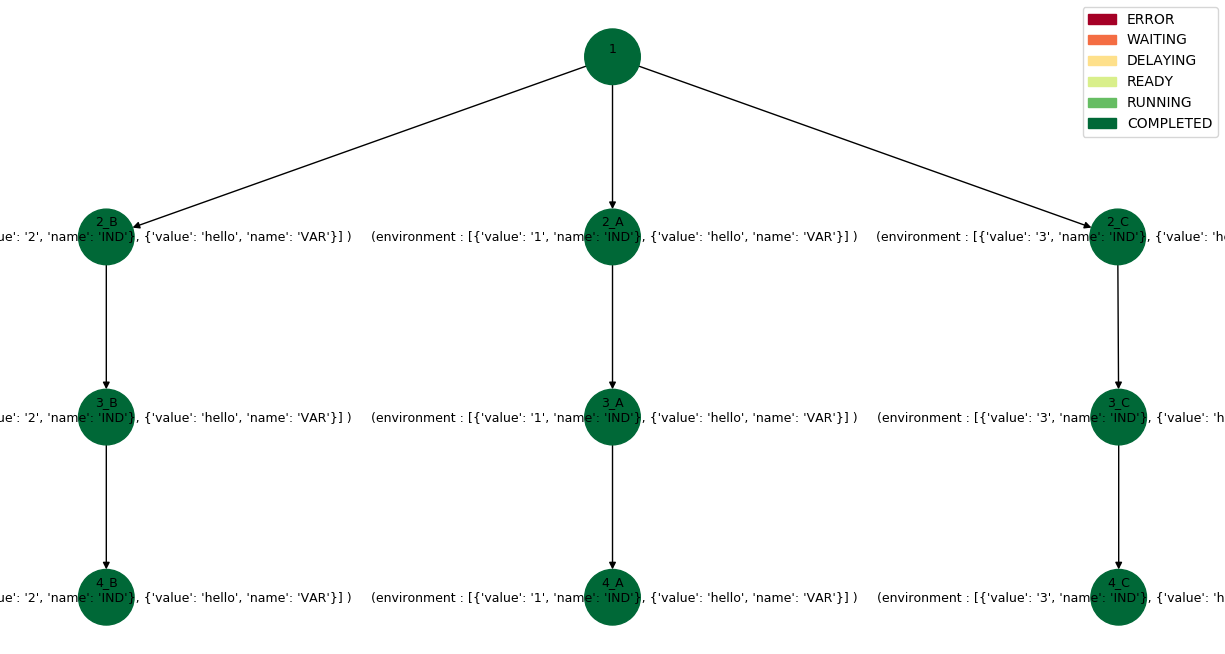 1
ERROR
WAITING
DELAYING
READY
RUNNING
COMPLETED
2_B
'2', 'name': 'IND'}, {'value': 'hello', 'name': 'VAR'}] )
2_A
(environment : [{'value': '1', 'name': 'IND'}, {'value': 'hello', 'name': 'VAR'}] )
2_C
(environment : [{'value': '3', 'name': 'IND'}, {'value':
3_B
'2', 'name': 'IND'}, {'value': 'hello', 'name': 'VAR'}] )
3_A
(environment : [{'value': '1', 'name': 'IND'}, {'value': 'hello', 'name': 'VAR'}] )
3_C
(environment : [{'value': '3', 'name': 'IND'}, {'value':
4_B
'2', 'name': 'IND'}, {'value': 'hello', 'name': 'VAR'}] )
4_A
(environment : [{'value': '1', 'name': 'IND'}, {'value': 'hello', 'name': 'VAR'}] )
4_C
(environment : [{'value': '3', 'name': 'IND'}, {'value':